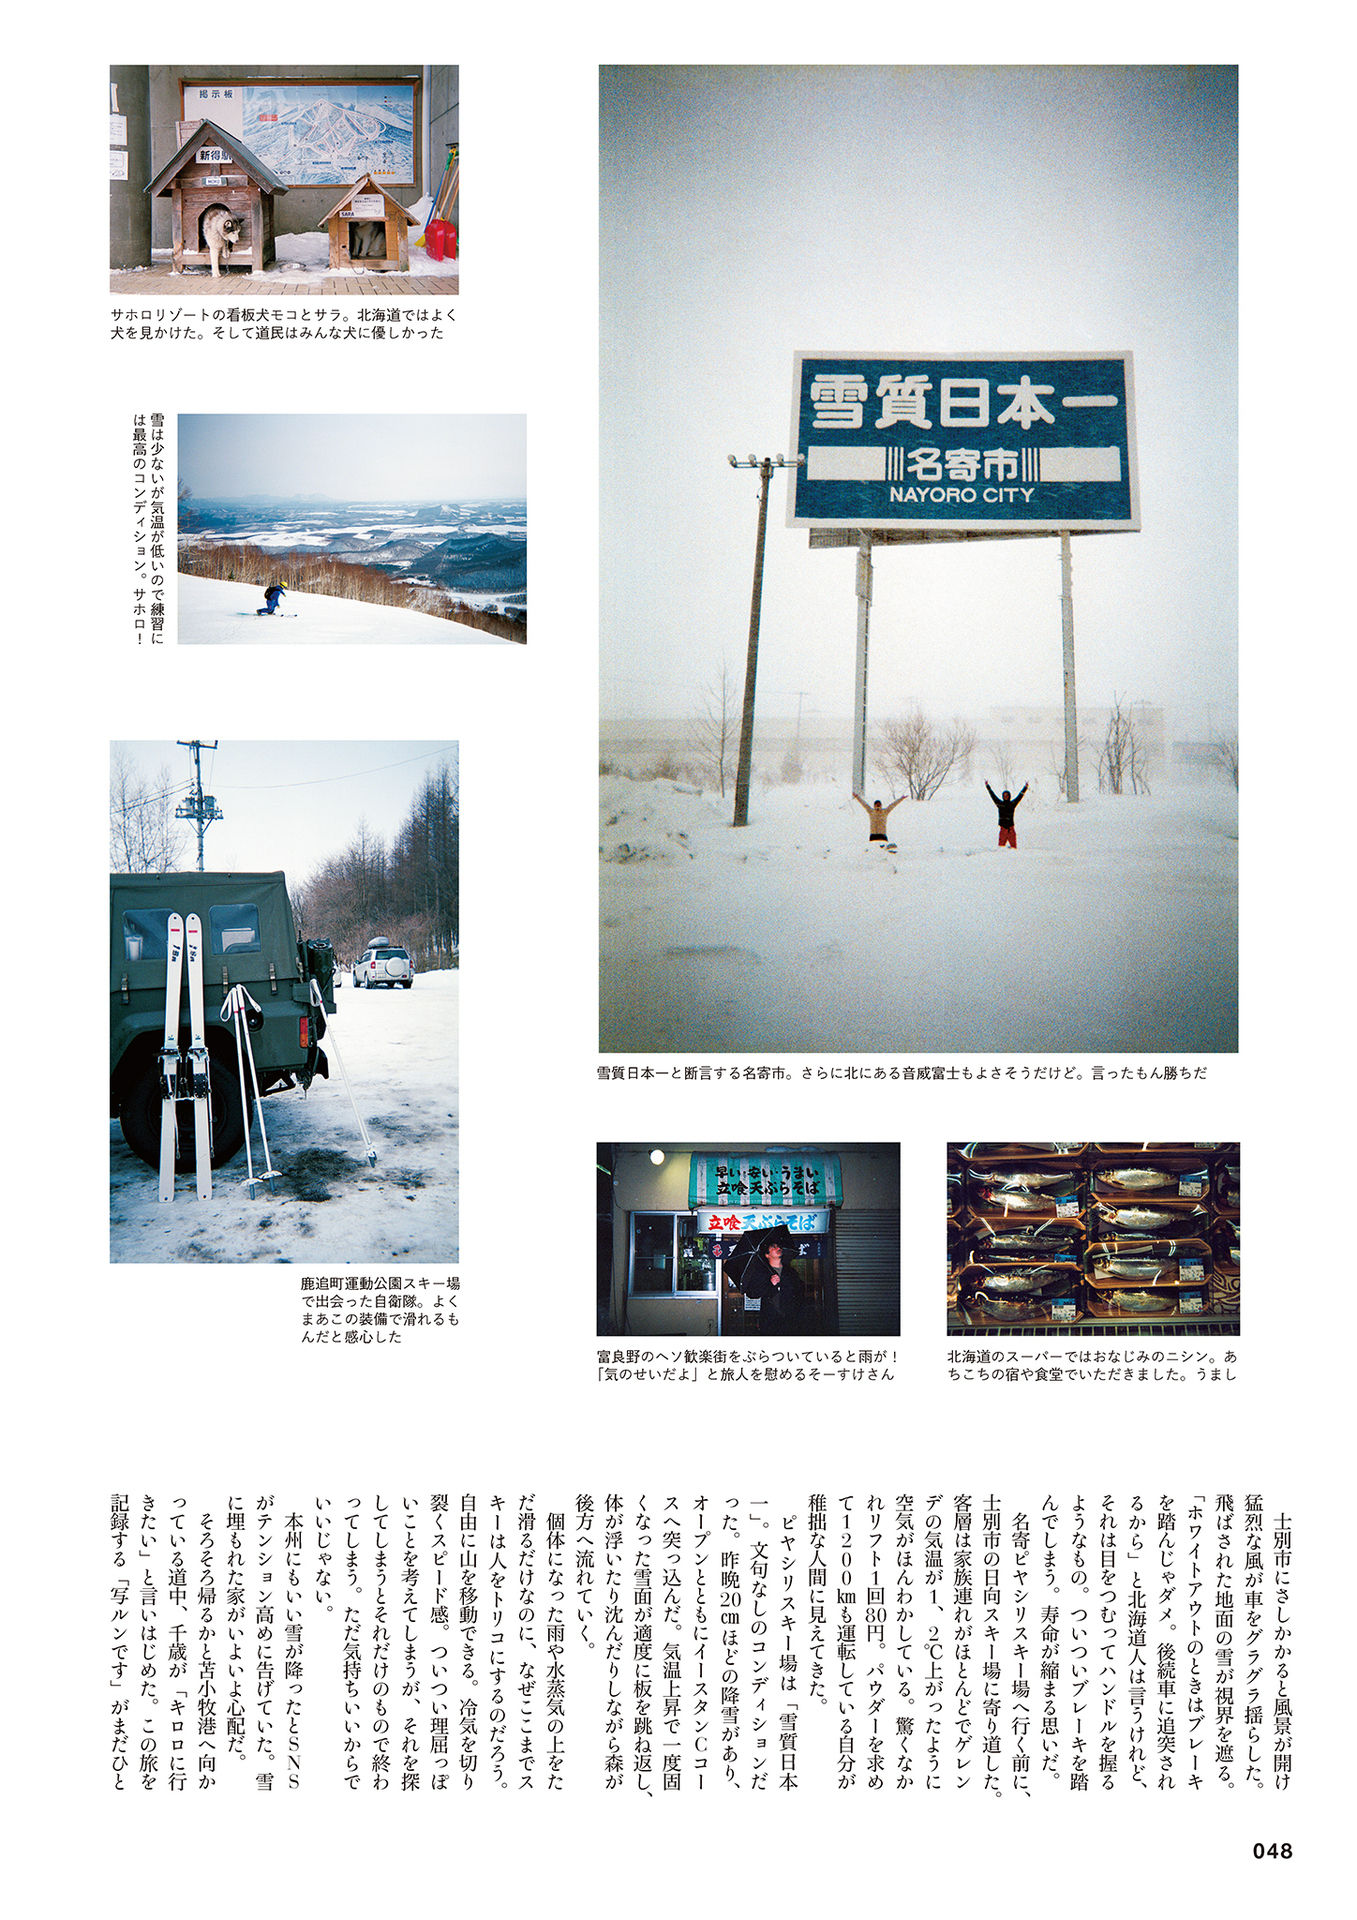 掲示板
新得駅
MOKO
SARA
サホロリゾートの看板犬モコとサラ。北海道ではよく
犬を見かけた。そして道民はみんな犬に優しかった
雪は少ないが気温が低いので練習に
は最高のコンディション。サホロ！
鹿追町運動公園スキー場
で出会った自衛隊。よく
まあこの装備で滑れるも
んだと感心した
雪質日本一
名寄市
NAYORO CITY
雪質日本一と断言する名寄市。さらに北にある音威富士もよさそうだけど。言ったもん勝ちだ
早い・安い・うまい
立喰天ぷらそば
立喰天ぷらそば
富良野のヘソ歓楽街をぶらついていると雨が！
「気のせいだよ」と旅人を慰めるそーすけさん
北海道のスーパーではおなじみのニシン。あ
ちこちの宿や食堂でいただきました。うまし
士別市にさしかかると風景が開け
猛烈な風が車をグラグラ揺らした。
飛ばされた地面の雪が視界を遮る。
「ホワイトアウトのときはブレーキ
を踏んじゃダメ。後続車に追突され
るから」と北海道人は言うけれど、
それは目をつむってハンドルを握る
ようなもの。ついついブレーキを踏
んでしまう。寿命が縮まる思いだ。
名寄ピヤシリスキー場へ行く前に、
士別市の日向スキー場に寄り道した。
客層は家族連れがほとんどでゲレン
デの気温が1、2℃上がったように
空気がほんわかしている。驚くなか
れリフト1回80円。パウダーを求め
て1200㎞も運転している自分が
稚拙な人間に見えてきた。
ピヤシリスキー場は「雪質日本
一」。文句なしのコンディションだ
った。昨晩20㎝ほどの降雪があり、
オープンとともにイースタンCコー
スへ突っ込んだ。気温上昇で一度固
くなった雪面が適度に板を跳ね返し、
体が浮いたり沈んだりしながら森が
後方へ流れていく。
個体になった雨や水蒸気の上をた
だ滑るだけなのに、なぜここまでス
キーは人をトリコにするのだろう。
自由に山を移動できる。冷気を切り
裂くスピード感。ついつい理屈っぽ
いことを考えてしまうが、それを探
してしまうとそれだけのもので終わ
ってしまう。ただ気持ちいいからで
いいじゃない。
本州にもいい雪が降ったとSNS
がテンション高めに告げていた。雪
に埋もれた家がいよいよ心配だ。
そろそろ帰るかと苫小牧港へ向か
っている道中、千歳が「キロロに行
きたい」と言いはじめた。この旅を
記録する「写ルンです」がまだひと
048